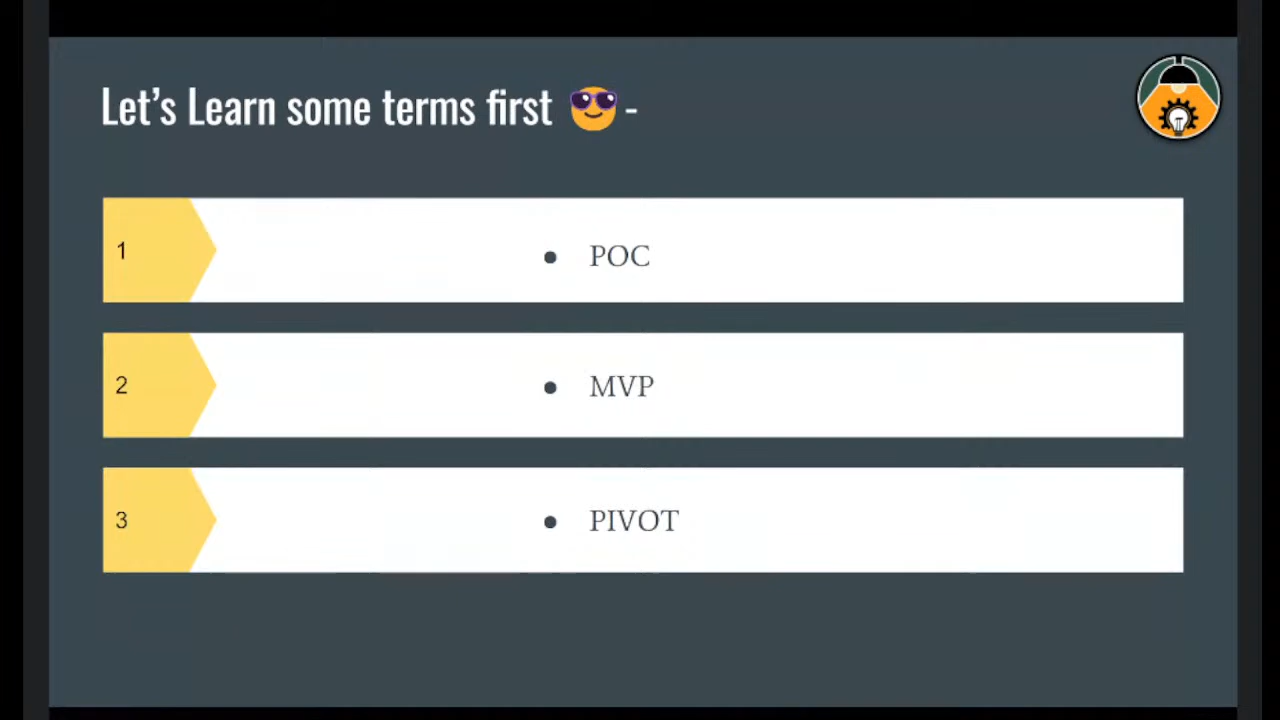 Let's Learn some terms first 😎 -
1
• POC
2
• MVP
3
• PIVOT